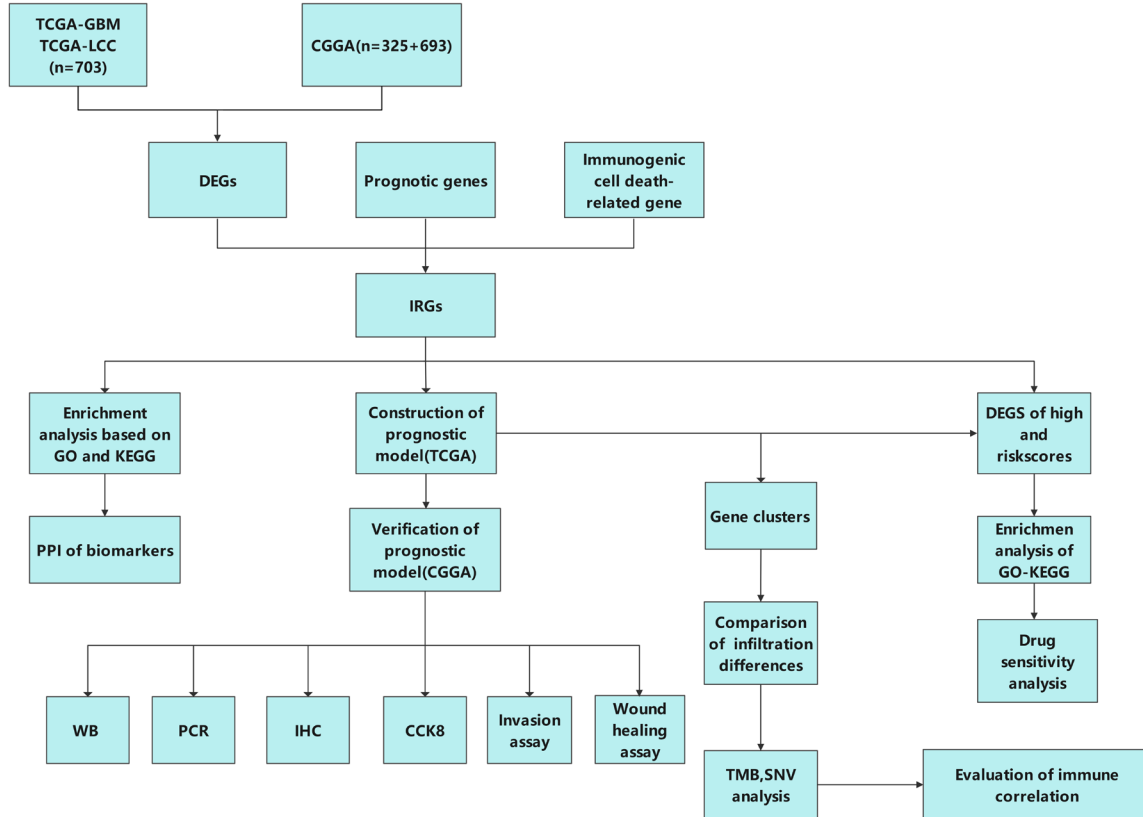 TCGA-GBM
TCGA-LCC
(n=703)
CGGA(n=325+693)
DEGs
Prognotic genes
Immunogenic
cell death-
related gene
IRGs
Enrichment
analysis based on
GO and KEGG
Construction of
prognostic
model(TCGA)
DEGS of high
and
riskscores
PPI of biomarkers
Verification of
prognostic
model(CGGA)
Gene clusters
Enrichmen
analysis of
GO-KEGG
Comparison
of infiltration
differences
Drug
sensitivity
analysis
WB
PCR
IHC
CCK8
Invasion
assay
Wound
healing
assay
TMB,SNV
analysis
Evaluation of immune
correlation